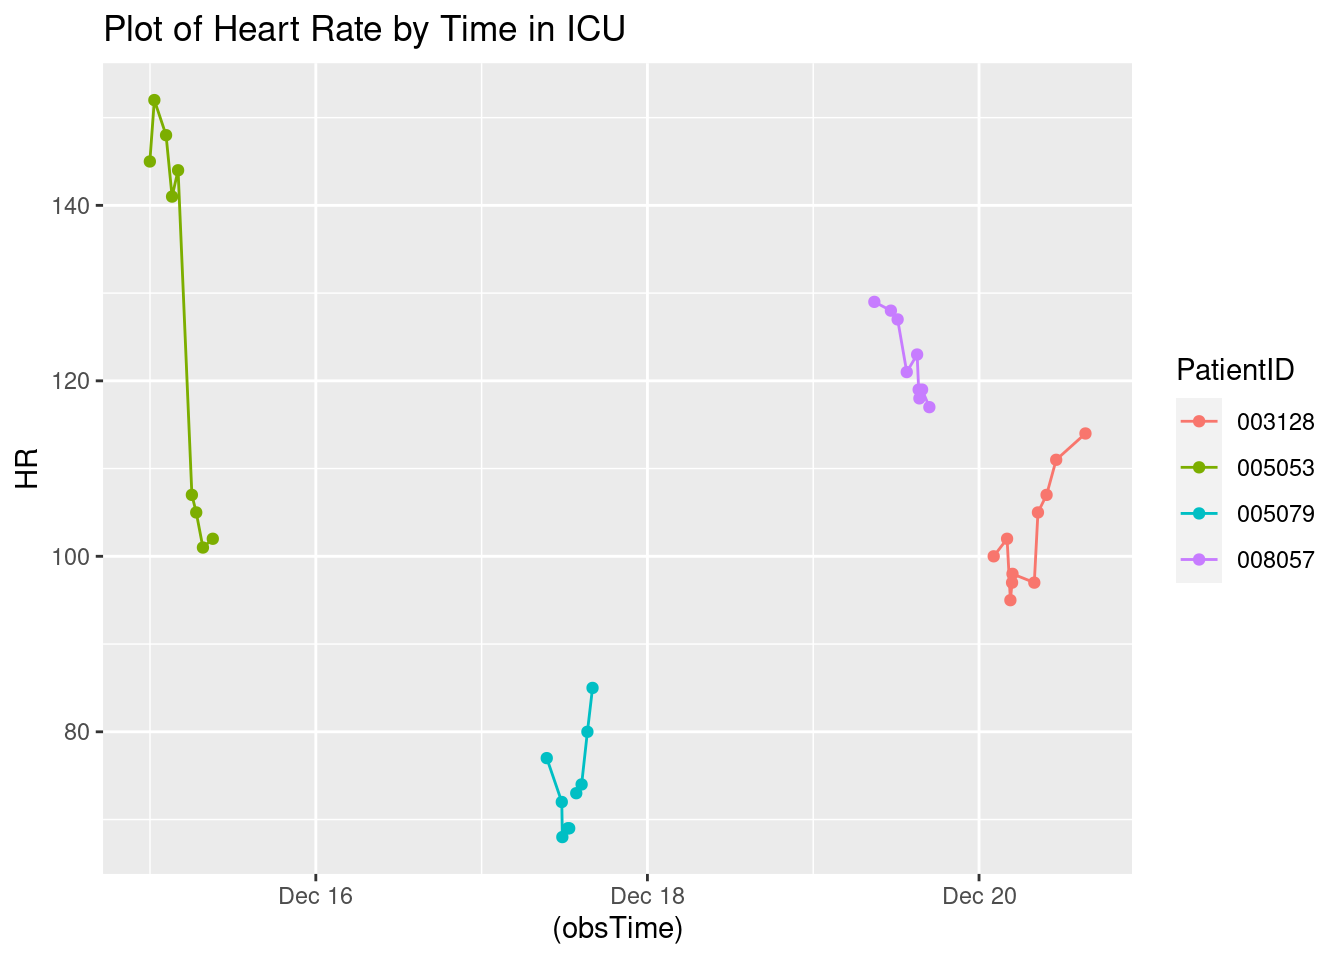 Plot of Heart Rate by Time in ICU
HR
140
120
100
80
Dec 16
Dec 18
Dec 20
(obsTime)
PatientID
003128
005053
005079
008057